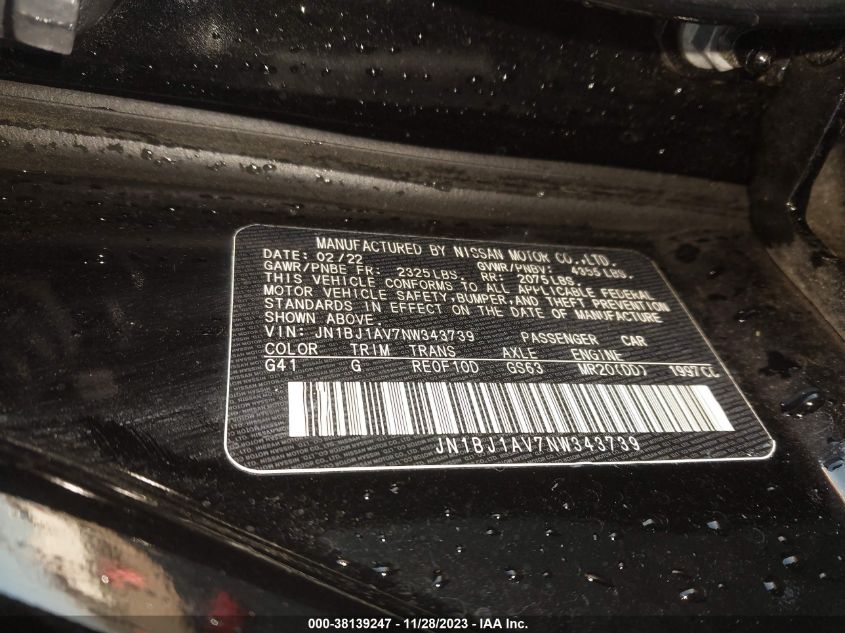 MANUFACTURED BY NISSAN MOTOR CO.,LTD.
DATE: 02/22 GVWR/PNBV: 4356 LBS.
GAWR/PNBE FR: 2325LBS. RR: 2075LBS.
THIS VEHICLE CONFORMS TO ALL APPLICABLE FEDERAL
MOTOR VEHICLE SAFETY,BUMPER,AND THEFT PREVENTION
STANDARDS IN EFFECT ON THE DATE OF MANUFACTURE
SHOWN ABOVE.
VIN: JN1BJ1AV7NW343739 PASSENGER CAR
COLOR TRIM TRANS AXLE ENGINE
G41 G RE0F10D GS63 MR20(DD) 1997CC
JN1BJ1AV7NW343739
000-38139247 - 11/28/2023 - IAA Inc.